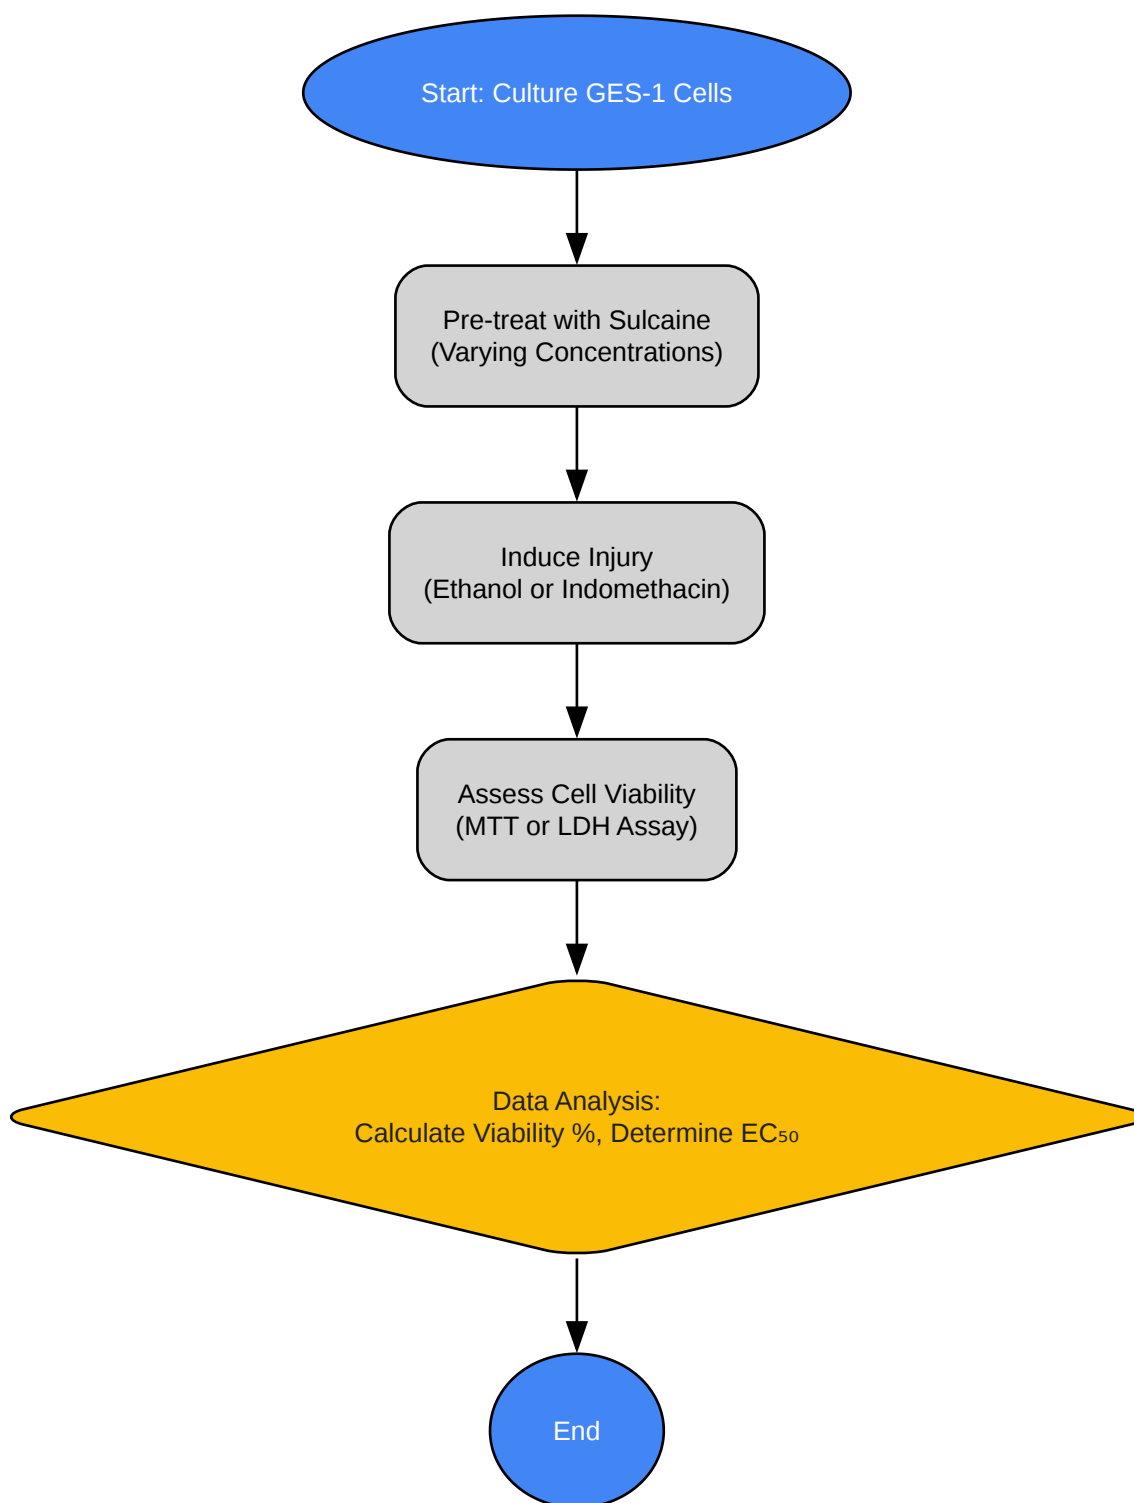 Start: Culture GES-1 Cells
Pre-treat with Sulcaine
(Varying Concentrations)
Induce Injury
(Ethanol or Indomethacin)
Assess Cell Viability
(MTT or LDH Assay)
Data Analysis:
Calculate Viability %, Determine EC₅₀
End